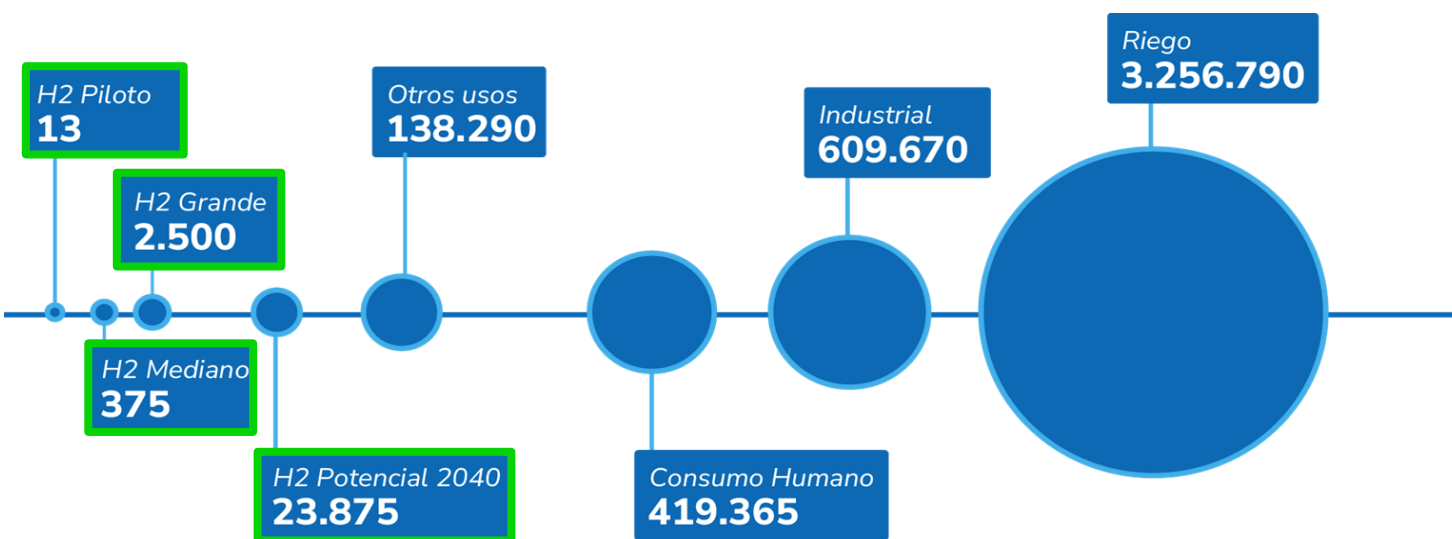 H2 Piloto
13
H2 Grande
2.500
H2 Mediano
375
H2 Potencial 2040
23.875
Otros usos
138.290
Consumo Humano
419.365
Industrial
609.670
Riego
3.256.790